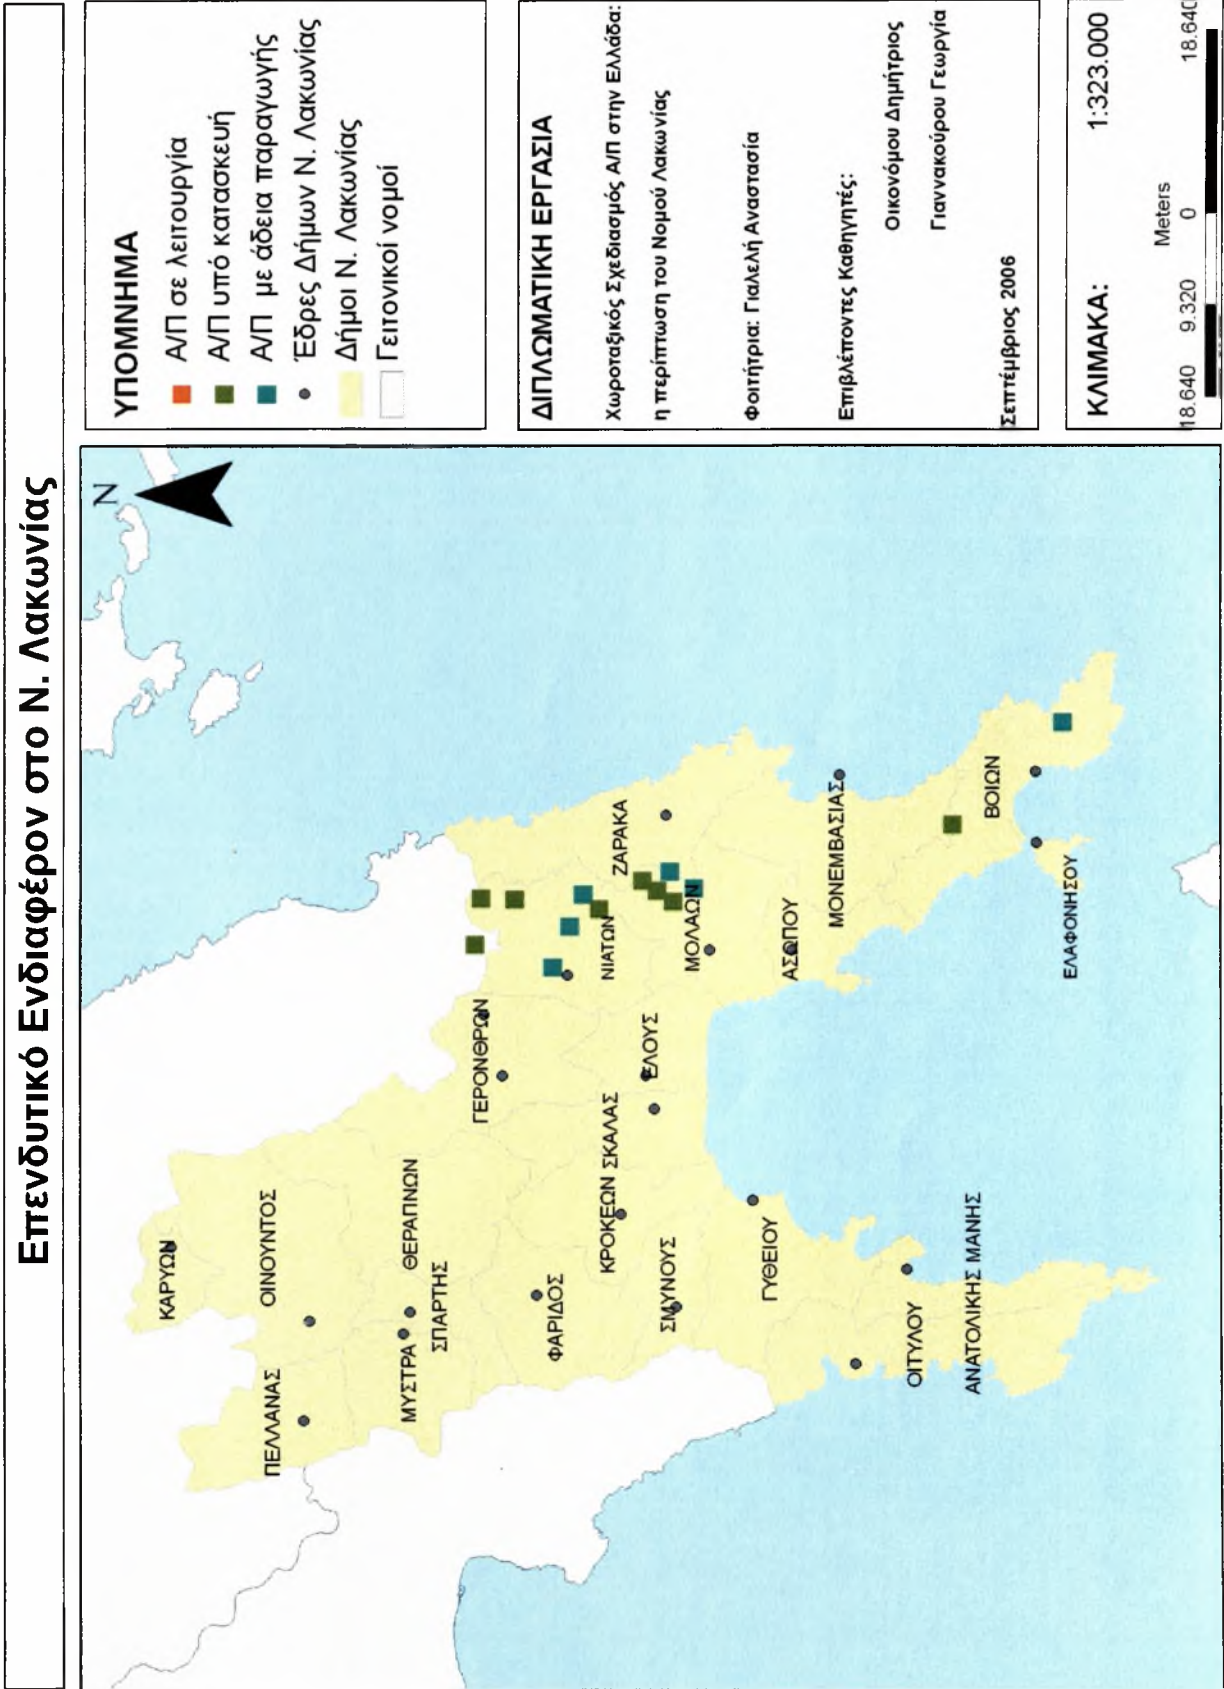 Επενδυτικό Ενδιαφέρον στο Ν. Λακωνίας
N
ΚΑΡΥΩΝ
ΠΕΛΛΑΝΑΣ
ΟΙΝΟΥΝΤΟΣ
ΜΥΣΤΡΑ
ΘΕΡΑΠΝΩΝ
ΣΠΑΡΤΗΣ
ΓΕΡΟΝΘΡΩΝ
ΦΑΡΙΔΟΣ
ΚΡΟΚΕΩΝ ΣΚΑΛΑΣ
ΝΙΑΤΩΝ
ΖΑΡΑΚΑ
ΣΜΥΝΟΥΣ
ΕΛΟΥΣ
ΜΟΛΑΩΝ
ΓΥΘΕΙΟΥ
ΑΣΩΠΟΥ
ΜΟΝΕΜΒΑΣΙΑΣ
ΟΙΤΥΛΟΥ
ΑΝΑΤΟΛΙΚΗΣ ΜΑΝΗΣ
ΒΟΙΩΝ
ΕΛΑΦΟΝΗΣΟΥ
ΥΠΟΜΝΗΜΑ
Α/Π σε λειτουργία
Α/Π υπό κατασκευή
Α/Π με άδεια παραγωγής
Έδρες Δήμων Ν. Λακωνίας
Δήμοι Ν. Λακωνίας
Γειτονικοί νομοί
ΔΙΠΛΩΜΑΤΙΚΗ ΕΡΓΑΣΙΑ
Χωροταξικός Σχεδιασμός Α/Π στην Ελλάδα:
η περίπτωση του Νομού Λακωνίας
Φοιτήτρια: Γιαλελή Αναστασία
Επιβλέποντες Καθηγητές:
Οικονόμου Δημήτριος
Γιαννακούρου Γεωργία
Σεπτέμβριος 2006
ΚΛΙΜΑΚΑ: 1:323.000
Meters
18.640 9.320 0 18.640